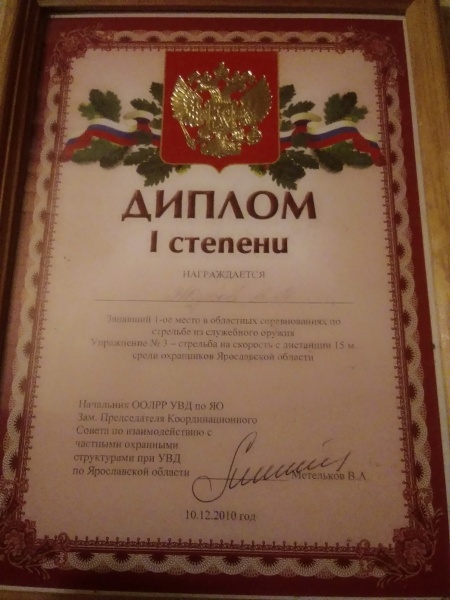 ДИПЛОМ
I степени
НАГРАЖДАЕТСЯ
Занявший 1-ое место в областных соревнованиях по
стрельбе из служебного оружия
Упражнение № 3 – стрельба на скорость с дистанции 15 м.
среди охранников Яросадьской области
Начальник ООЛРР УВД по ЯО
Зам. Председателя Координационного
Совета по взаимодействию с
частными охранными
структурами при УВД
по Ярославской области
Метельков В.А.
10.12.2010 год